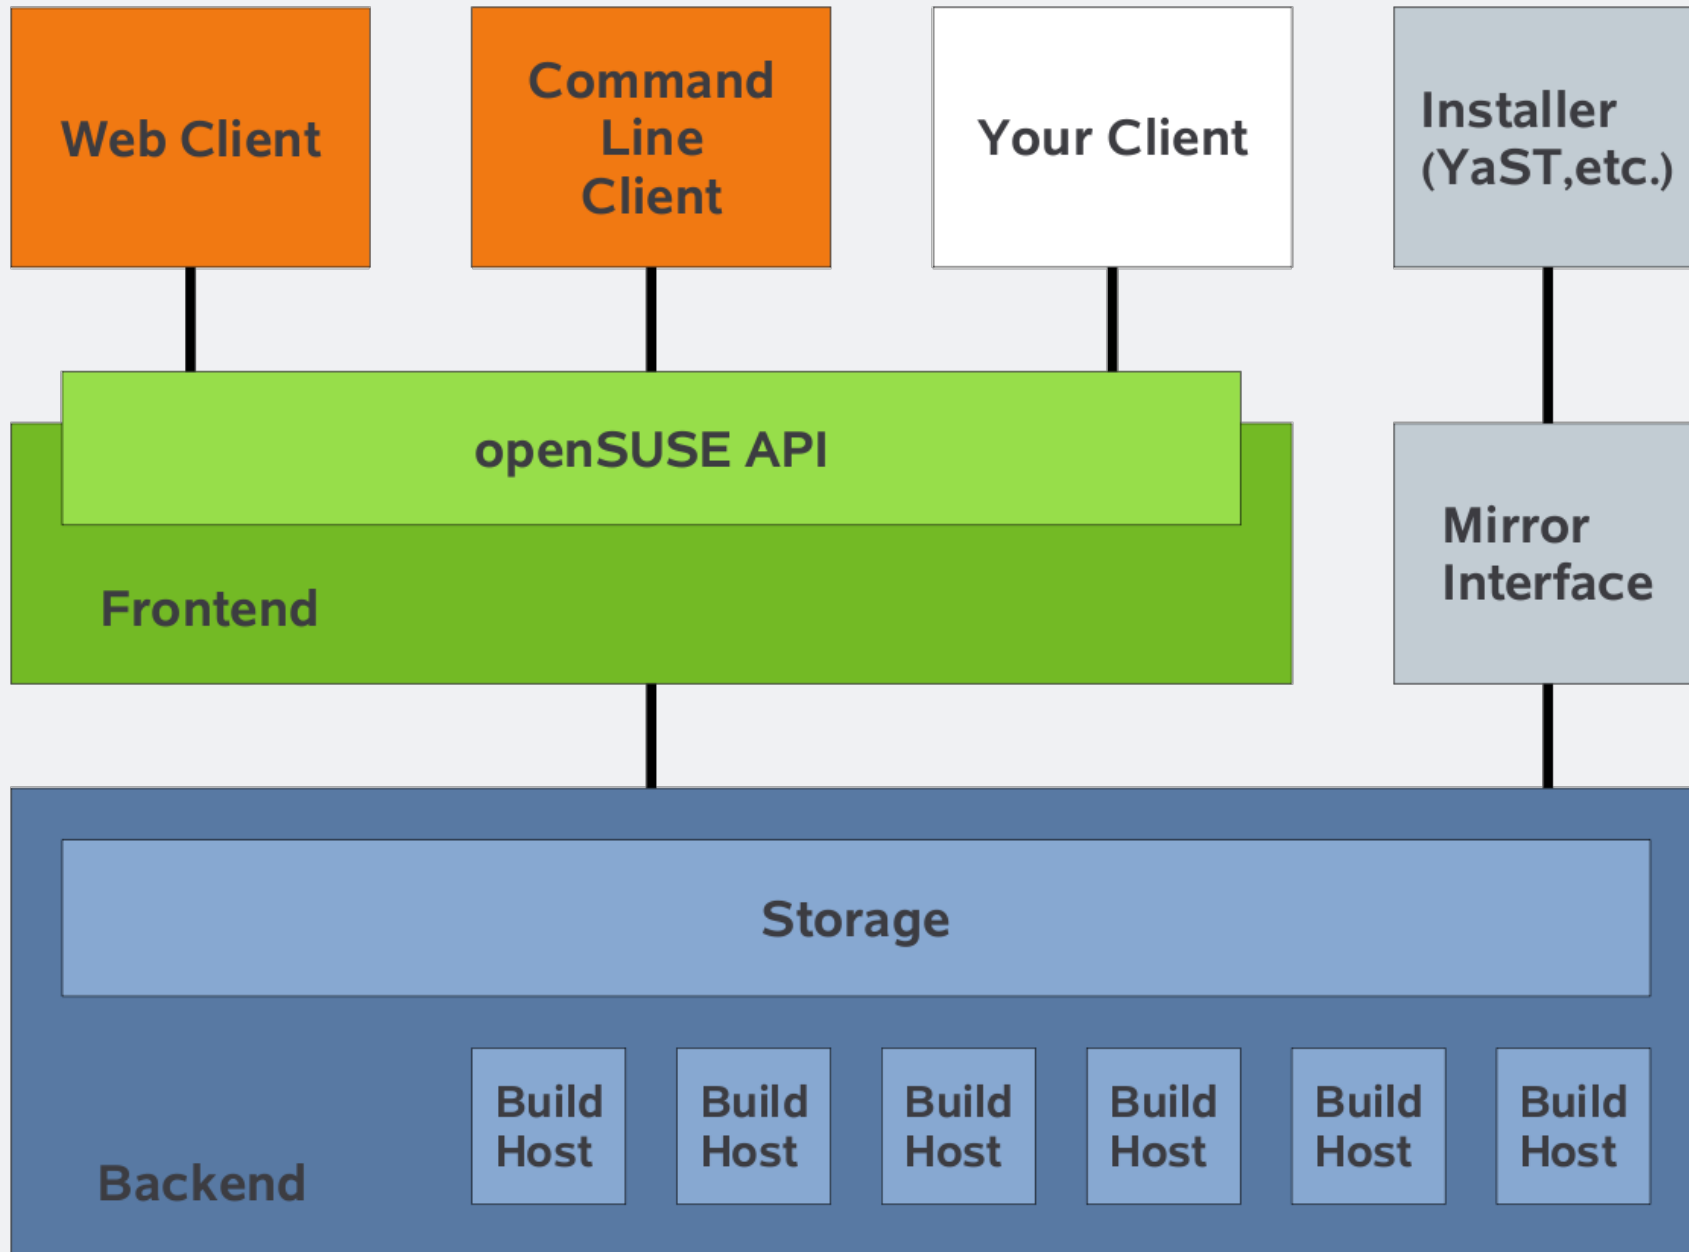 Web Client
Command
Line
Client
Your Client
Installer
(YaST,etc.)
openSUSE API
Frontend
Mirror
Interface
Storage
Build
Host
Build
Host
Build
Host
Build
Host
Build
Host
Build
Host
Backend